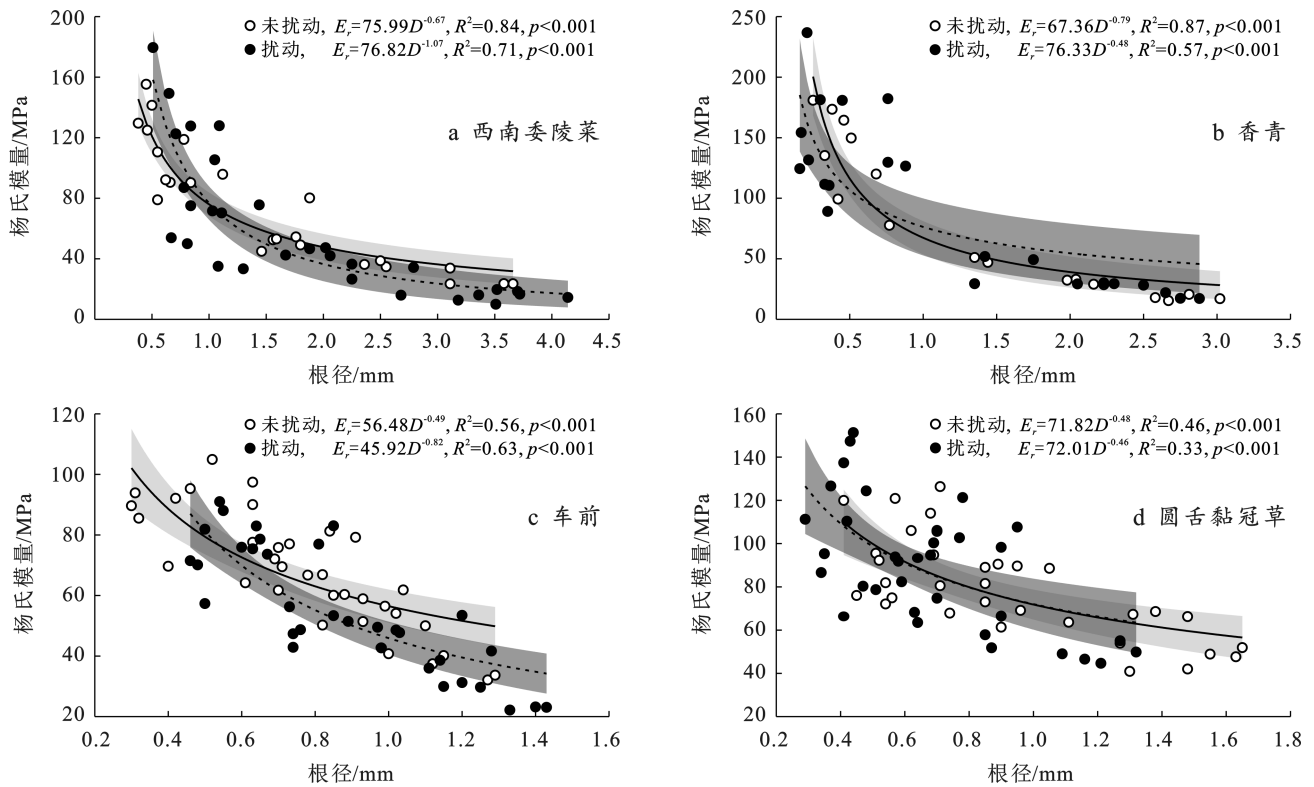 未扰动, Eᵣ=75.99D⁻⁰·⁶⁷, R²=0.84, p<0.001
扰动, Eᵣ=76.82D⁻¹·⁰⁷, R²=0.71, p<0.001
a 西南委陵菜
杨氏模量/MPa
200
160
120
80
40
0
0.5 1.0 1.5 2.0 2.5 3.0 3.5 4.0 4.5
根径/mm
未扰动, Eᵣ=67.36D⁻⁰·⁷⁹, R²=0.87, p<0.001
扰动, Eᵣ=76.33D⁻⁰·⁴⁸, R²=0.57, p<0.001
b 香青
杨氏模量/MPa
250
200
150
100
50
0
0.5 1.0 1.5 2.0 2.5 3.0 3.5
根径/mm
未扰动, Eᵣ=56.48D⁻⁰·⁴⁹, R²=0.56, p<0.001
扰动, Eᵣ=45.92D⁻⁰·⁸², R²=0.63, p<0.001
c 车前
杨氏模量/MPa
120
100
80
60
40
20
0.2 0.4 0.6 0.8 1.0 1.2 1.4 1.6
根径/mm
未扰动, Eᵣ=71.82D⁻⁰·⁴⁸, R²=0.46, p<0.001
扰动, Eᵣ=72.01D⁻⁰·⁴⁶, R²=0.33, p<0.001
d 圆舌黏冠草
杨氏模量/MPa
160
140
120
100
80
60
40
20
0.2 0.4 0.6 0.8 1.0 1.2 1.4 1.6 1.8
根径/mm